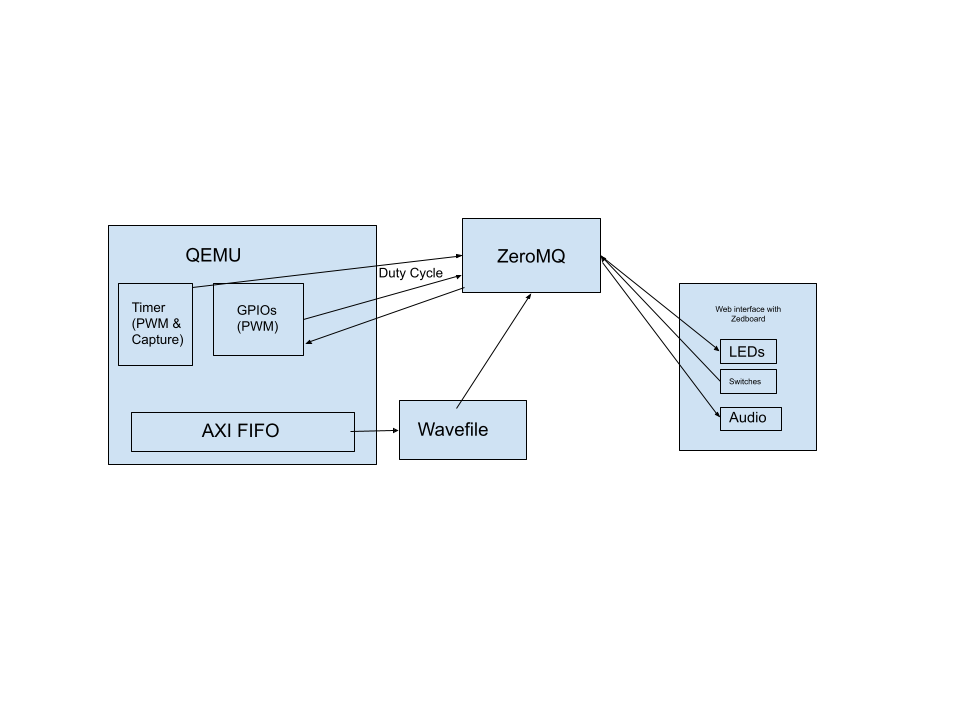 QEMU
ZeroMQ
Duty Cycle
Timer
(PWM &
Capture)
GPIOs
(PWM)
Web interface with
Zedboard
LEDs
Switches
Audio
AXI FIFO
Wavefile